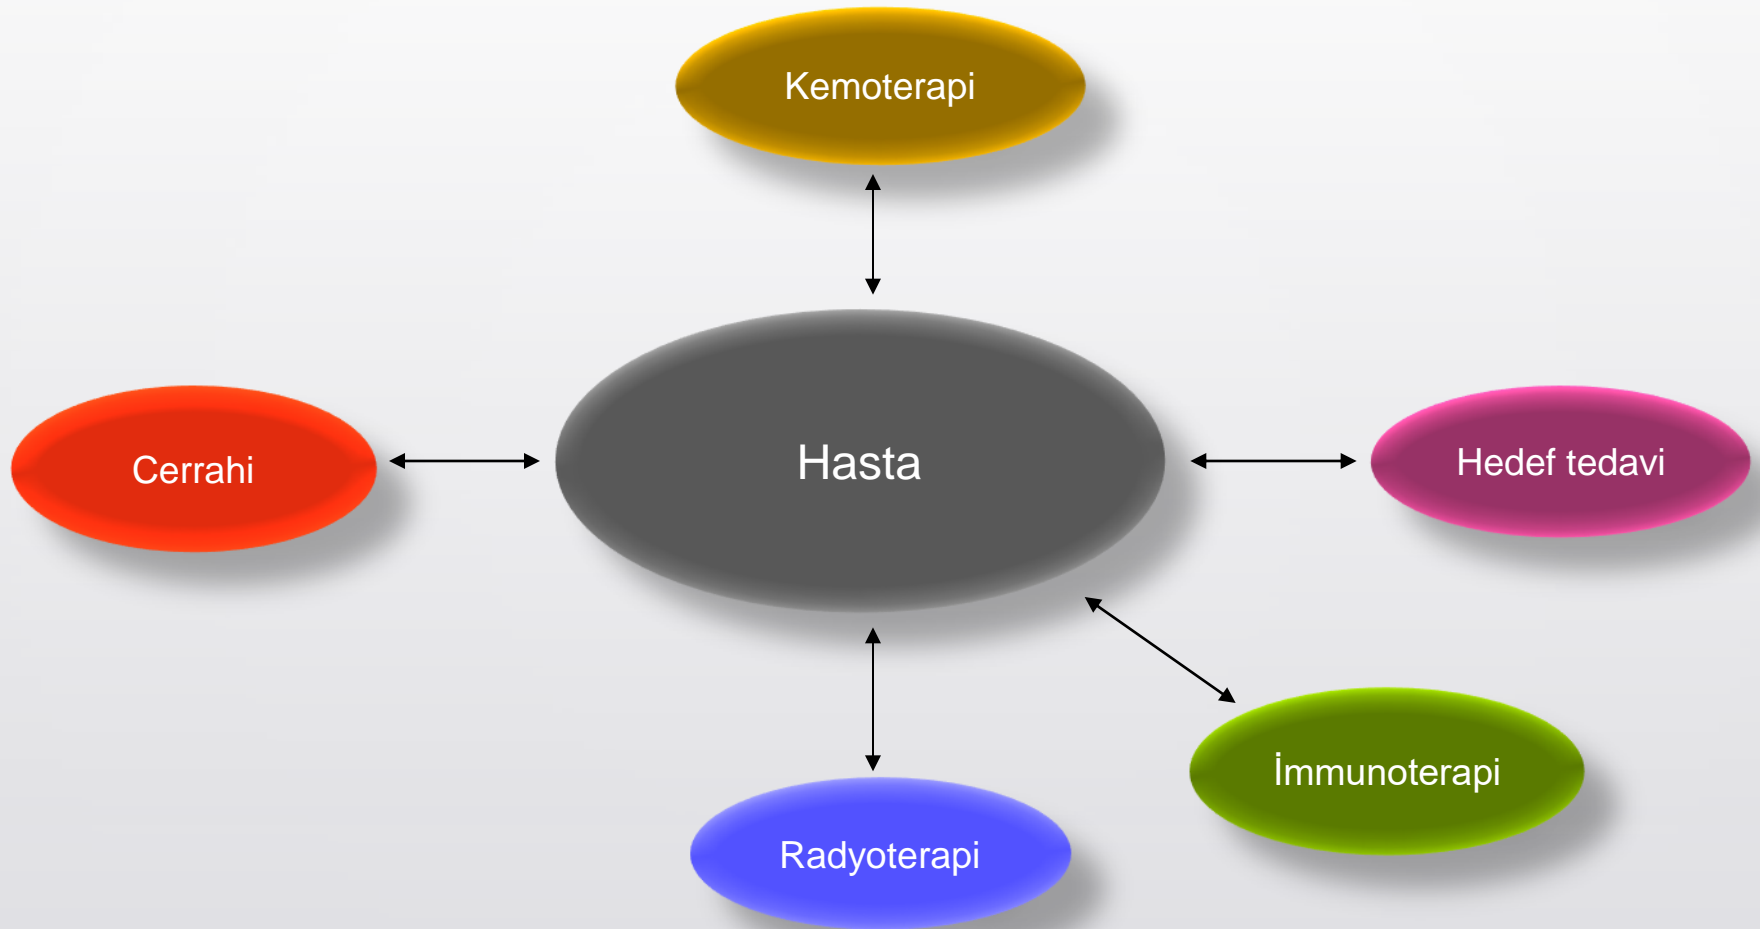 Kemoterapi
Cerrahi
Hasta
Hedef tedavi
İmmunoterapi
Radyoterapi